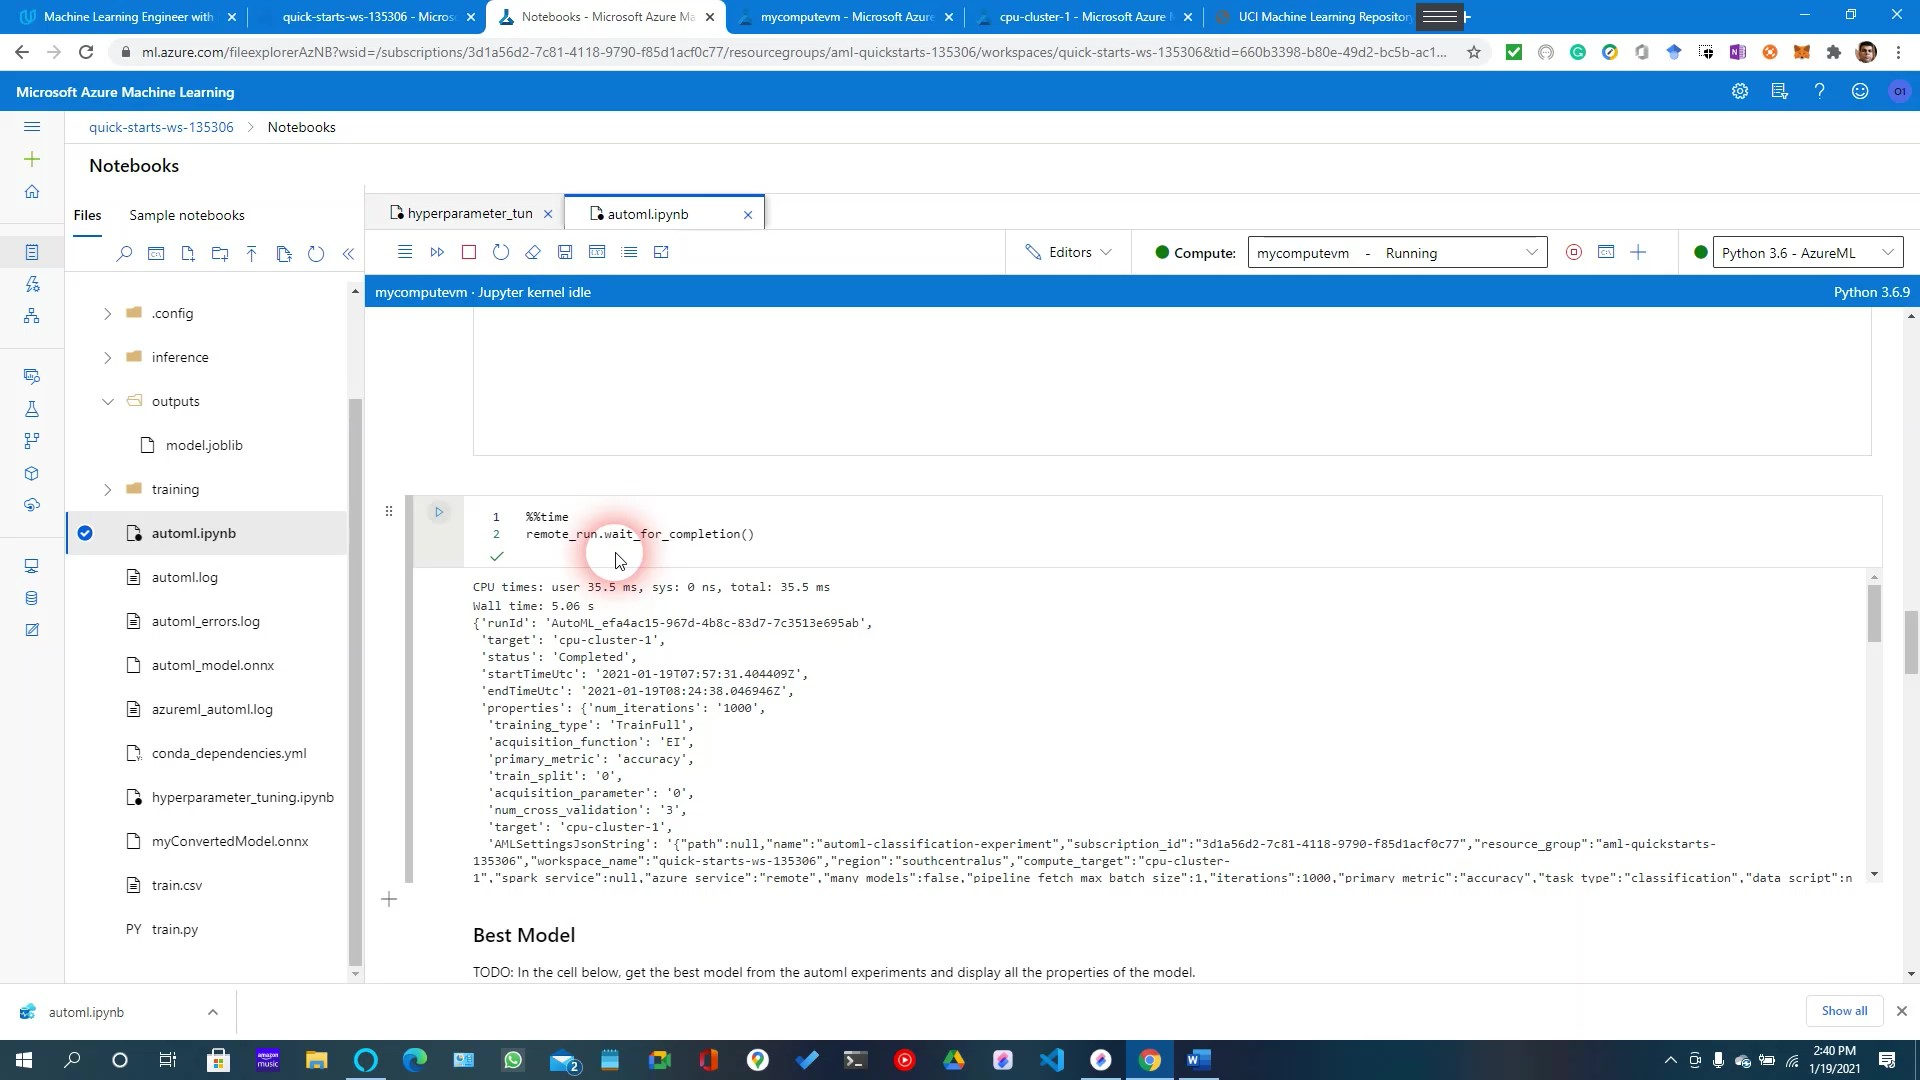 Machine Learning Engineer with
quick-starts-ws-135306 - Micros
Notebooks - Microsoft Azure Ma
mycomputevm - Microsoft Azure
cpu-cluster-1 - Microsoft Azure
UCI Machine Learning Repository
ml.azure.com/fileexplorerAzNB?wsid=/subscriptions/3d1a56d2-7c81-4118-9790-f85d1acf0c77/resourcegroups/aml-quickstarts-135306/workspaces/quick-starts-ws-135306&tid=660b3398-b80e-49d2-bc5b-ac1...
Microsoft Azure Machine Learning
01
quick-starts-ws-135306 > Notebooks
Notebooks
Files
Sample notebooks
hyperparameter_tun
automl.ipynb
Editors
Compute:
mycomputevm - Running
Python 3.6 - AzureML
mycomputevm · Jupyter kernel idle
Python 3.6.9
.config
inference
outputs
model.joblib
training
automl.ipynb
automl.log
automl_errors.log
automl_model.onnx
azureml_automl.log
conda_dependencies.yml
hyperparameter_tuning.ipynb
myConvertedModel.onnx
train.csv
PY train.py
1 %%time
2 remote_run.wait_for_completion()
CPU times: user 35.5 ms, sys: 0 ns, total: 35.5 ms
Wall time: 5.06 s
{'runId': 'AutoML_efa4ac15-967d-4b8c-83d7-7c3513e695ab',
'target': 'cpu-cluster-1',
'status': 'Completed',
'startTimeUtc': '2021-01-19T07:57:31.404409Z',
'endTimeUtc': '2021-01-19T08:24:38.046946Z',
'properties': {'num_iterations': '1000',
'training_type': 'TrainFull',
'acquisition_function': 'EI',
'primary_metric': 'accuracy',
'train_split': '0',
'acquisition_parameter': '0',
'num_cross_validation': '3',
'target': 'cpu-cluster-1',
'AMLSettingsJsonString': '{"path":null,"name":"automl-classification-experiment","subscription_id":"3d1a56d2-7c81-4118-9790-f85d1acf0c77","resource_group":"aml-quickstarts-
135306","workspace_name":"quick-starts-ws-135306","region":"southcentralus","compute_target":"cpu-cluster-
1","spark_service":null,"azure_service":"remote","many_models":false,"pipeline_fetch_max_batch_size":1,"iterations":1000,"primary_metric":"accuracy","task_type":"classification","data_script":n
Best Model
TODO: In the cell below, get the best model from the automl experiments and display all the properties of the model.
automl.ipynb
Show all
amazon
music
2
2:40 PM
1/19/2021